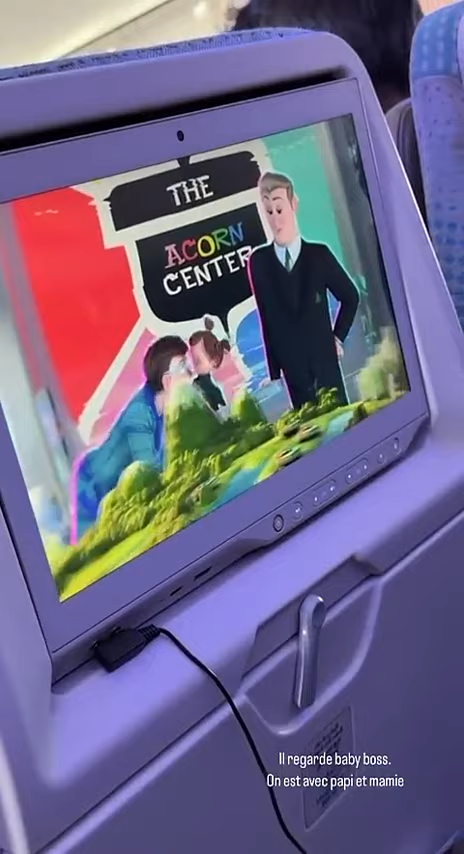 THE
ACORN
CENTER
Il regarde baby boss.
On est avec papi et mamie